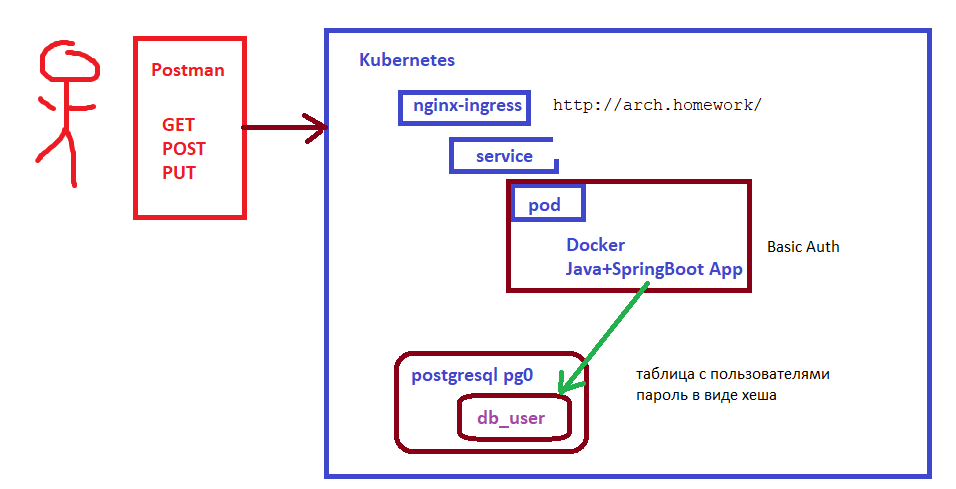 Postman
GET
POST
PUT
Kubernetes
nginx-ingress
http://arch.homework/
service
pod
Docker
Java+SpringBoot App
Basic Auth
postgresql pg0
db_user
таблица с пользователями
пароль в виде хеша